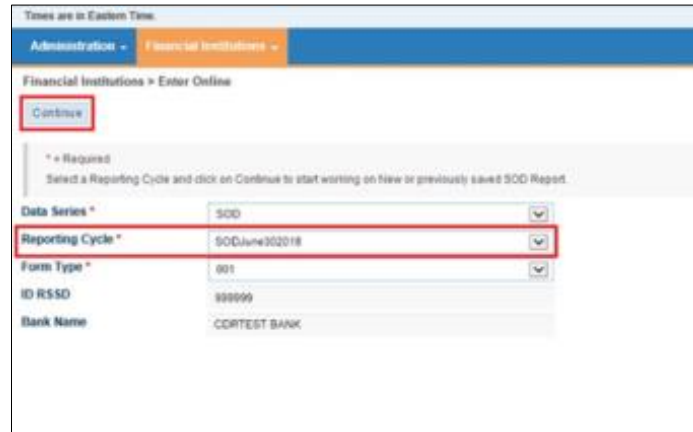 Times are in Eastern Time.
Administration Financial Institutions
Financial Institutions > Enter Online
Continue
* = Required
Select a Reporting Cycle and click on Continue to start working on New or previously saved SOD Report.
Data Series * SOD
Reporting Cycle * SODJune302018
Form Type * 001
ID RSSD 999999
Bank Name CDRTEST BANK